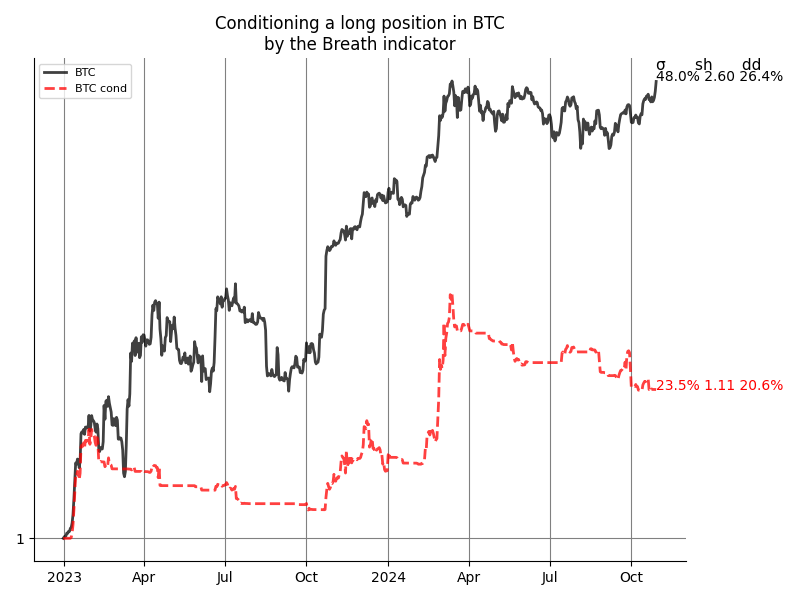 Conditioning a long position in BTC
by the Breath indicator
σ sh dd
48.0% 2.60 26.4%
BTC
BTC cond
23.5% 1.11 20.6%
1
2023 Apr Jul Oct 2024 Apr Jul Oct